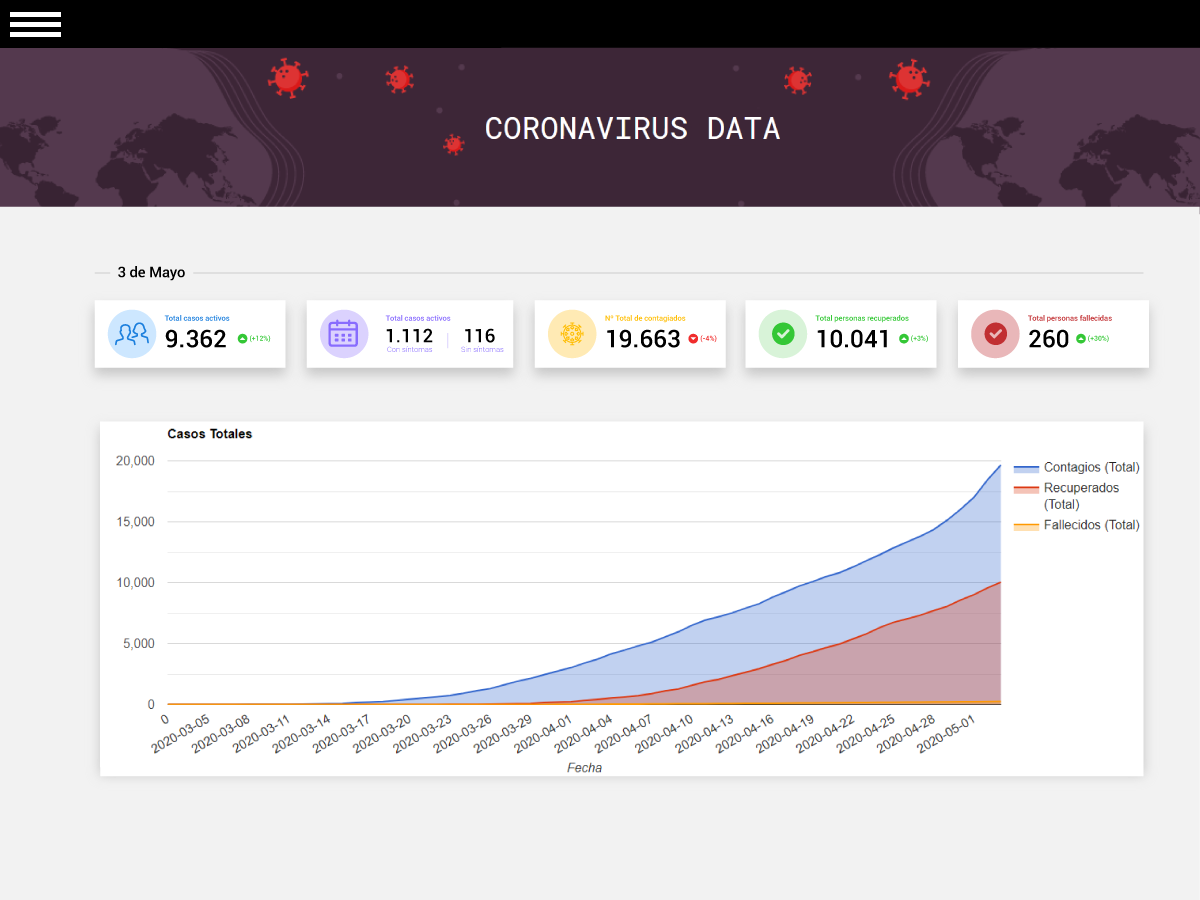 CORONAVIRUS DATA
3 de Mayo
Total casos activos
9.362 (+12%)
Total casos activos
1.112 116
Con síntomas Sin síntomas
Nº Total de contagiados
19.663 (-4%)
Total personas recuperados
10.041 (+3%)
Total personas fallecidas
260 (+30%)
Casos Totales
20,000
15,000
10,000
5,000
0
Contagios (Total)
Recuperados
(Total)
Fallecidos (Total)
0
2020-03-05
2020-03-08
2020-03-11
2020-03-14
2020-03-17
2020-03-20
2020-03-23
2020-03-26
2020-03-29
2020-04-01
2020-04-04
2020-04-07
2020-04-10
2020-04-13
2020-04-16
2020-04-19
2020-04-22
2020-04-25
2020-04-28
2020-05-01
Fecha